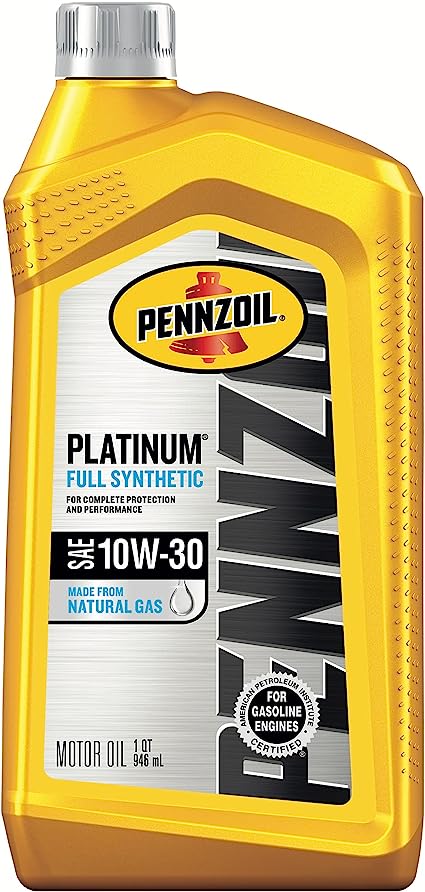 PENNZOIL®
PLATINUM®
FULL SYNTHETIC
FOR COMPLETE PROTECTION
AND PERFORMANCE
SAE 10W-30
MADE FROM
NATURAL GAS
PENNZOIL
AMERICAN PETROLEUM INSTITUTE
FOR
GASOLINE
ENGINES
CERTIFIED®
MOTOR OIL 1 QT
946 mL